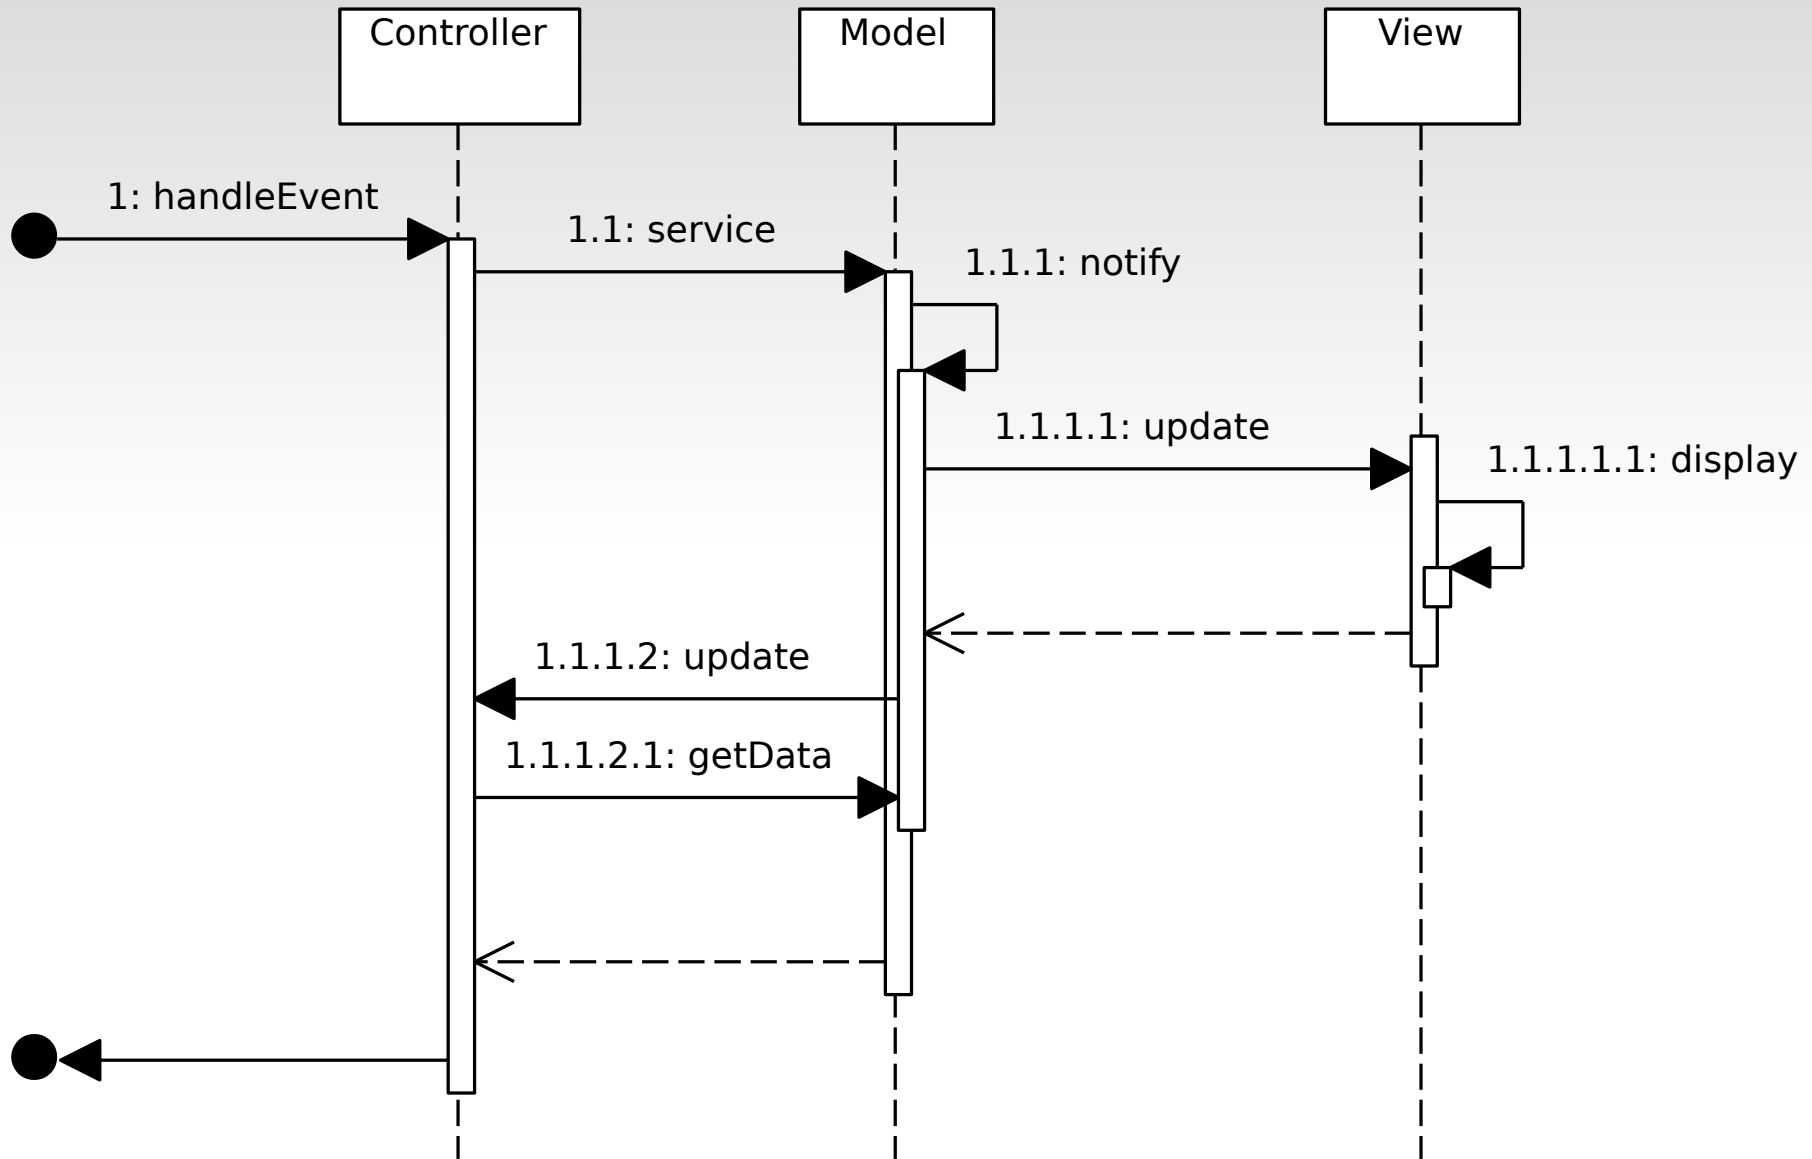 Controller
Model
View
1: handleEvent
1.1: service
1.1.1: notify
1.1.1.1: update
1.1.1.1.1: display
1.1.1.2: update
1.1.1.2.1: getData